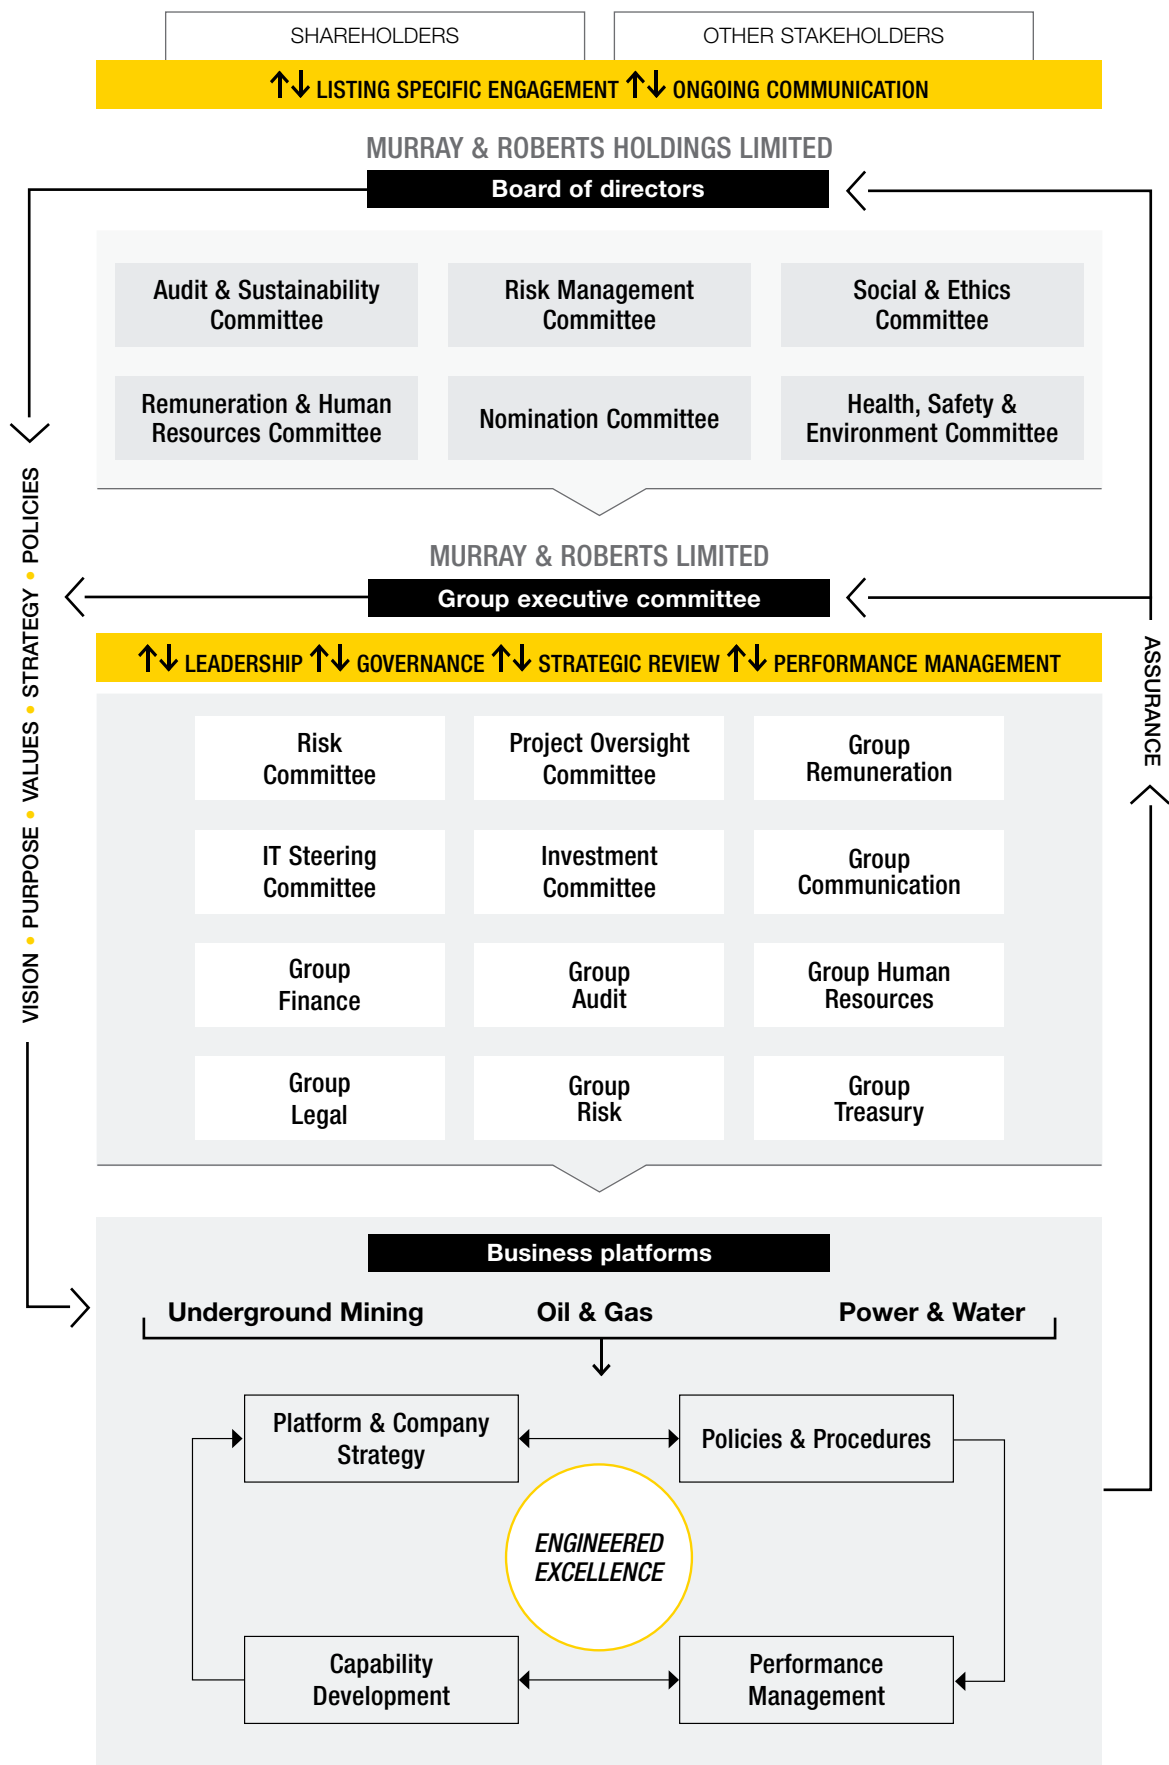 SHAREHOLDERS
OTHER STAKEHOLDERS
LISTING SPECIFIC ENGAGEMENT ONGOING COMMUNICATION
MURRAY & ROBERTS HOLDINGS LIMITED
Board of directors
Audit & Sustainability
Committee
Risk Management
Committee
Social & Ethics
Committee
Remuneration & Human
Resources Committee
Nomination Committee
Health, Safety &
Environment Committee
MURRAY & ROBERTS LIMITED
Group executive committee
LEADERSHIP GOVERNANCE STRATEGIC REVIEW PERFORMANCE MANAGEMENT
VISION • PURPOSE • VALUES • STRATEGY • POLICIES
ASSURANCE
Risk
Committee
Project Oversight
Committee
Group
Remuneration
IT Steering
Committee
Investment
Committee
Group
Communication
Group
Finance
Group
Audit
Group Human
Resources
Group
Legal
Group
Risk
Group
Treasury
Business platforms
Underground Mining
Oil & Gas
Power & Water
Platform & Company
Strategy
Policies & Procedures
ENGINEERED
EXCELLENCE
Capability
Development
Performance
Management